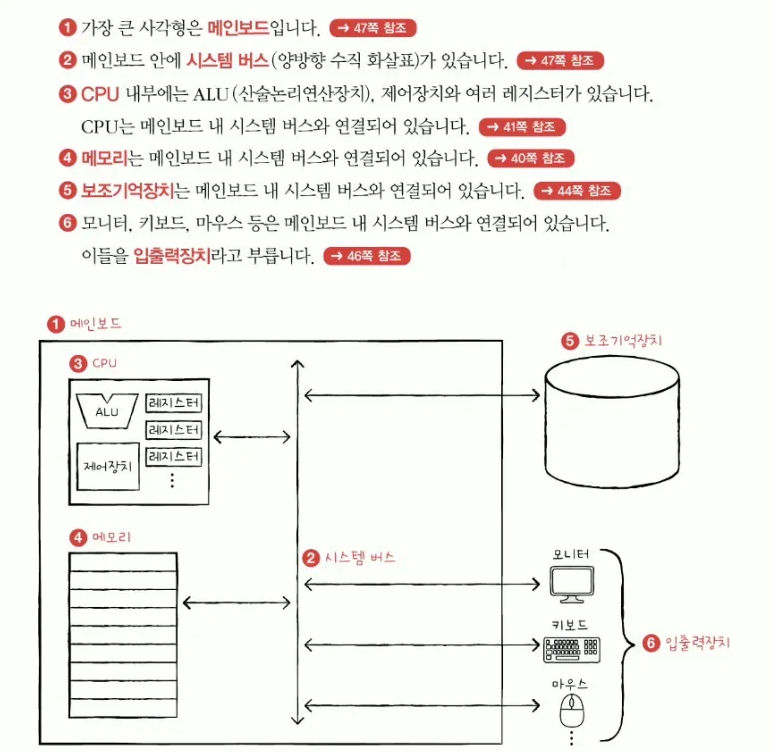 1 가장 큰 사각형은 메인보드입니다. → 47쪽 참조
2 메인보드 안에 시스템 버스(양방향 수직 화살표)가 있습니다. → 47쪽 참조
3 CPU 내부에는 ALU(산술논리연산장치), 제어장치와 여러 레지스터가 있습니다.
CPU는 메인보드 내 시스템 버스와 연결되어 있습니다. → 41쪽 참조
4 메모리는 메인보드 내 시스템 버스와 연결되어 있습니다. → 40쪽 참조
5 보조기억장치는 메인보드 내 시스템 버스와 연결되어 있습니다. → 44쪽 참조
6 모니터, 키보드, 마우스 등은 메인보드 내 시스템 버스와 연결되어 있습니다.
이들을 입출력장치라고 부릅니다. → 46쪽 참조
1 메인보드
5 보조기억장치
3 CPU
ALU
레지스터
레지스터
레지스터
제어장치
4 메모리
2 시스템 버스
모니터
키보드
6 입출력장치
마우스